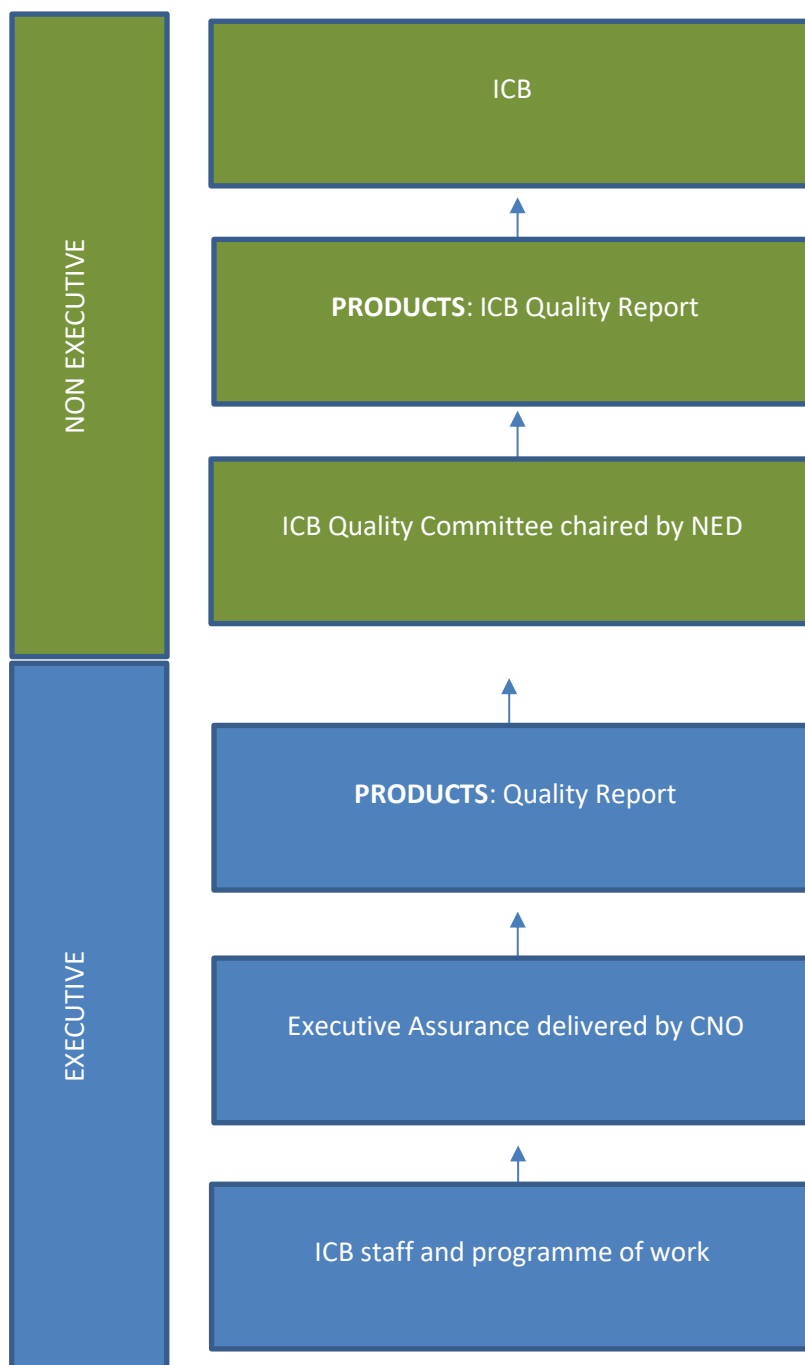 NON EXECUTIVE
ICB
PRODUCTS: ICB Quality Report
ICB Quality Committee chaired by NED
EXECUTIVE
PRODUCTS: Quality Report
Executive Assurance delivered by CNO
ICB staff and programme of work